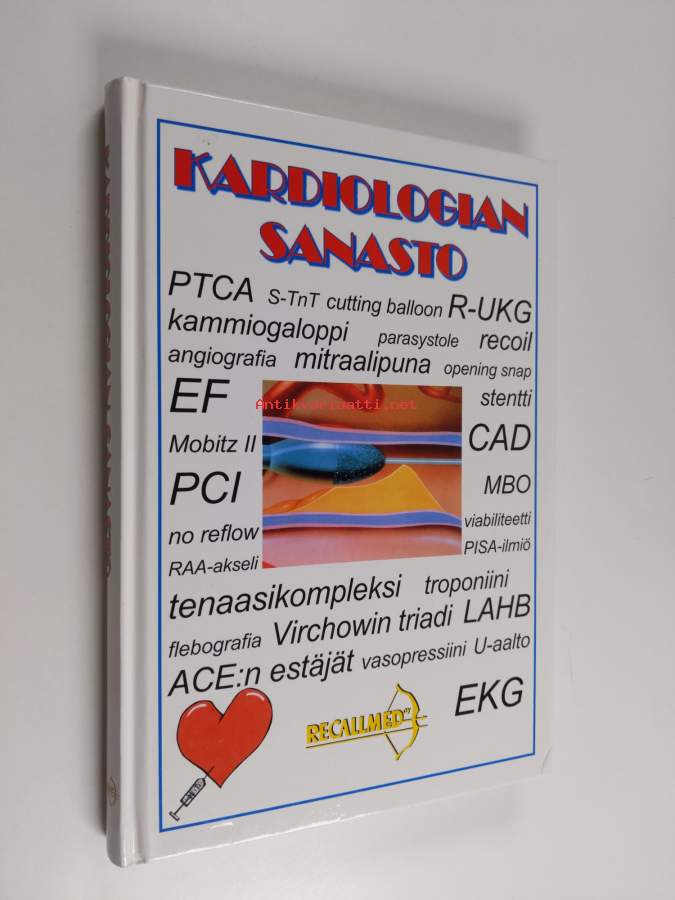 KARDIOLOGIAN
SANASTO
PTCA S-TnT cutting balloon R-UKG
kammiogaloppi parasystole recoil
angiografia mitraalipuna opening snap
EF stentti
Antikvariaatti.net
Mobitz II CAD
PCI MBO
no reflow viabiliteetti
RAA-akseli PISA-ilmiö
tenaasikompleksi troponiini
flebografia Virchowin triadi LAHB
ACE:n estäjät vasopressiini U-aalto
RECALLMED oy EKG